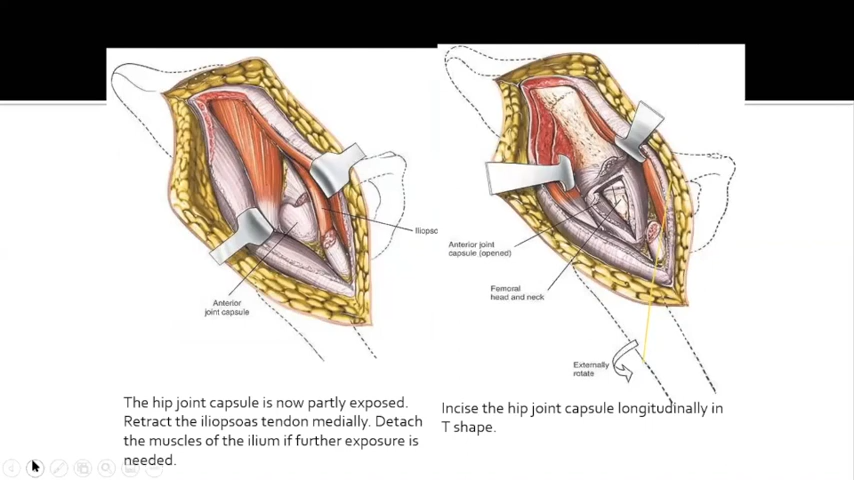 Iliopso
Anterior
joint capsule
The hip joint capsule is now partly exposed.
Retract the iliopsoas tendon medially. Detach
the muscles of the ilium if further exposure is
needed.
Anterior joint
capsule (opened)
Femoral
head and neck
Externally
rotate
Incise the hip joint capsule longitudinally in
T shape.